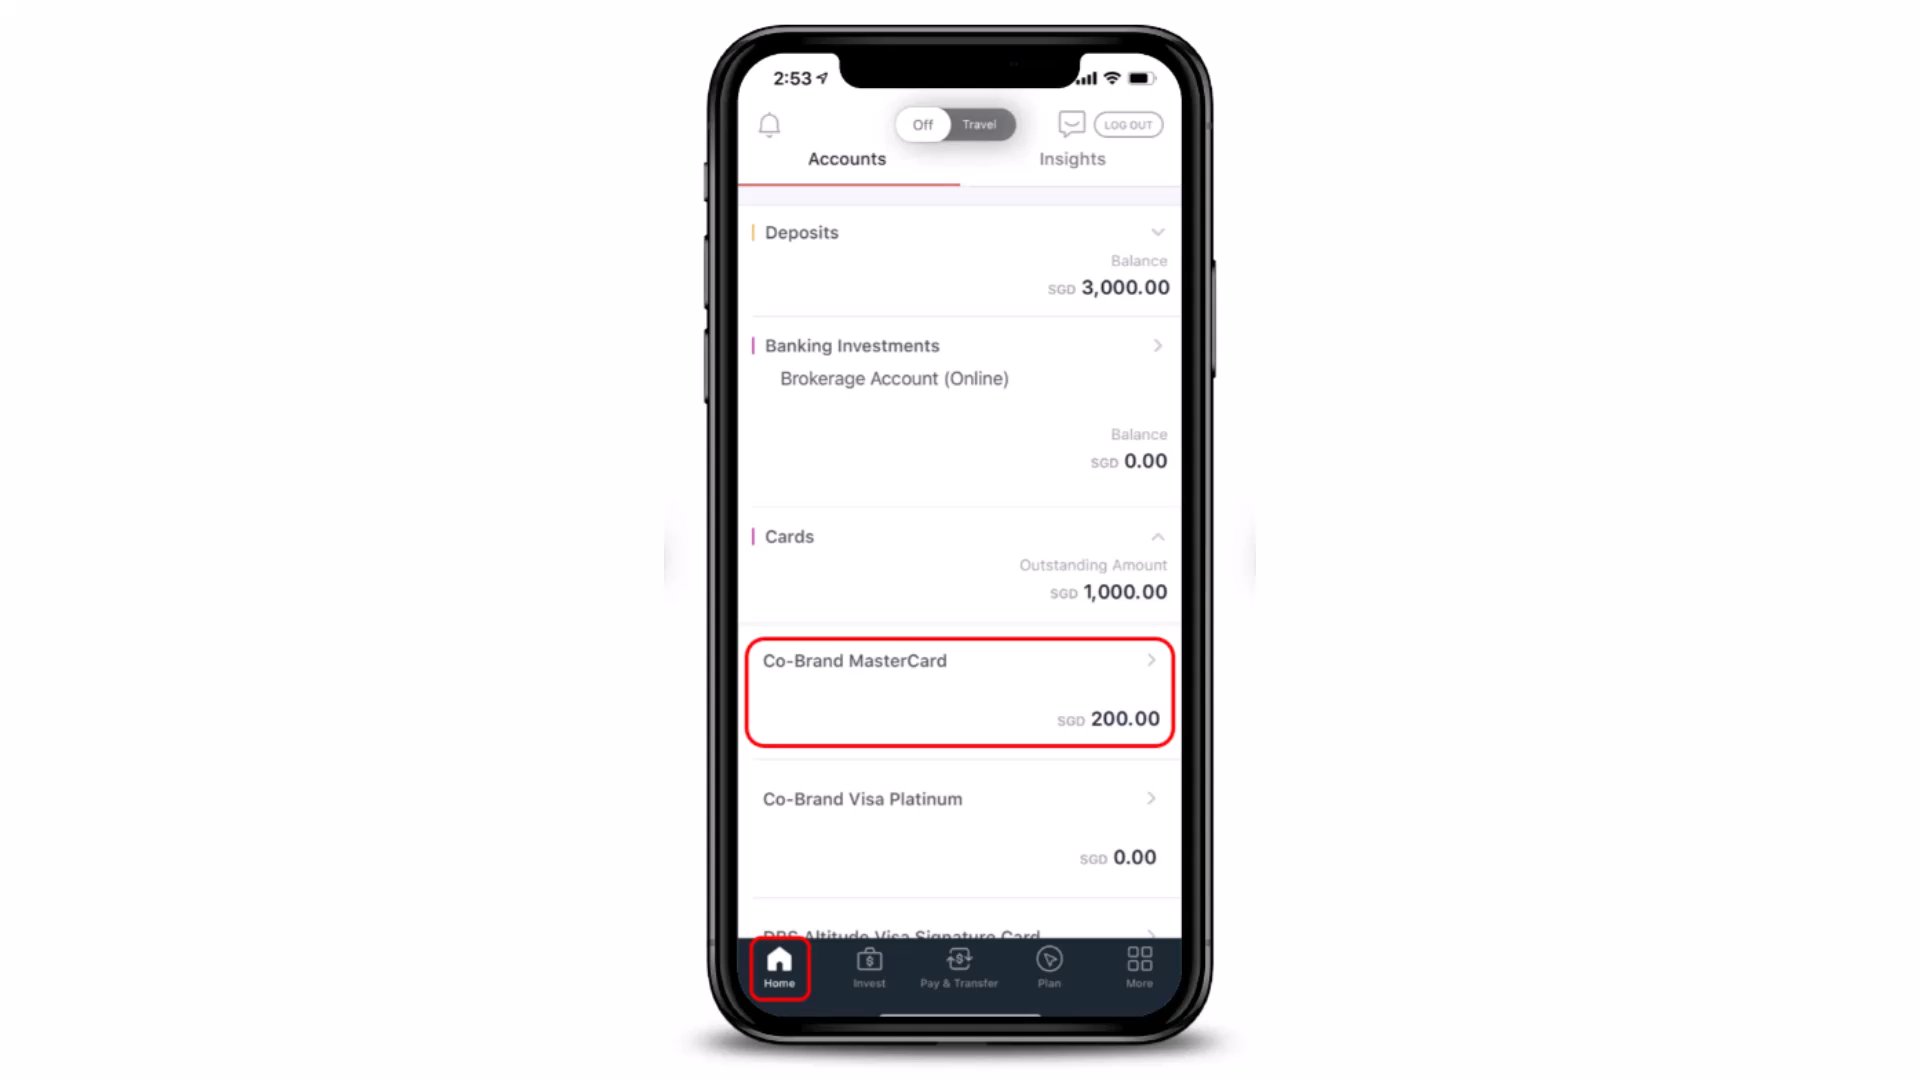 2:53
Off Travel LOG OUT
Accounts Insights
Deposits
Balance
SGD 3,000.00
Banking Investments
Brokerage Account (Online)
Balance
SGD 0.00
Cards
Outstanding Amount
SGD 1,000.00
Co-Brand MasterCard
SGD 200.00
Co-Brand Visa Platinum
SGD 0.00
DBS Altitude Visa Signature Card
Home Invest Pay & Transfer Plan More